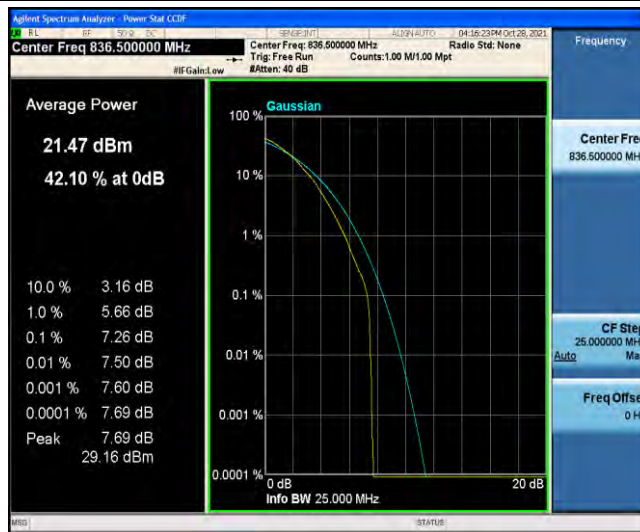 Agilent Spectrum Analyzer - Power Stat CCDF
RL RF 50 Ω DC SENSE:INT ALIGN AUTO 04:16:23 PM Oct 28, 2021
Center Freq 836.500000 MHz
Center Freq: 836.500000 MHz Radio Std: None
Trig: Free Run Counts:1.00 M/1.00 Mpt
#IFGain:Low #Atten: 40 dB
Frequency
Average Power
21.47 dBm
42.10 % at 0dB
10.0 % 3.16 dB
1.0 % 5.66 dB
0.1 % 7.26 dB
0.01 % 7.50 dB
0.001 % 7.60 dB
0.0001 % 7.69 dB
Peak 7.69 dB
29.16 dBm
Gaussian
100 %
10 %
1 %
0.1 %
0.01 %
0.001 %
0.0001 %
0 dB 20 dB
Info BW 25.000 MHz
Center Fre
836.500000 MH
CF Ste
25.000000 MH
Auto Ma
Freq Offse
0 H
MSG STATUS